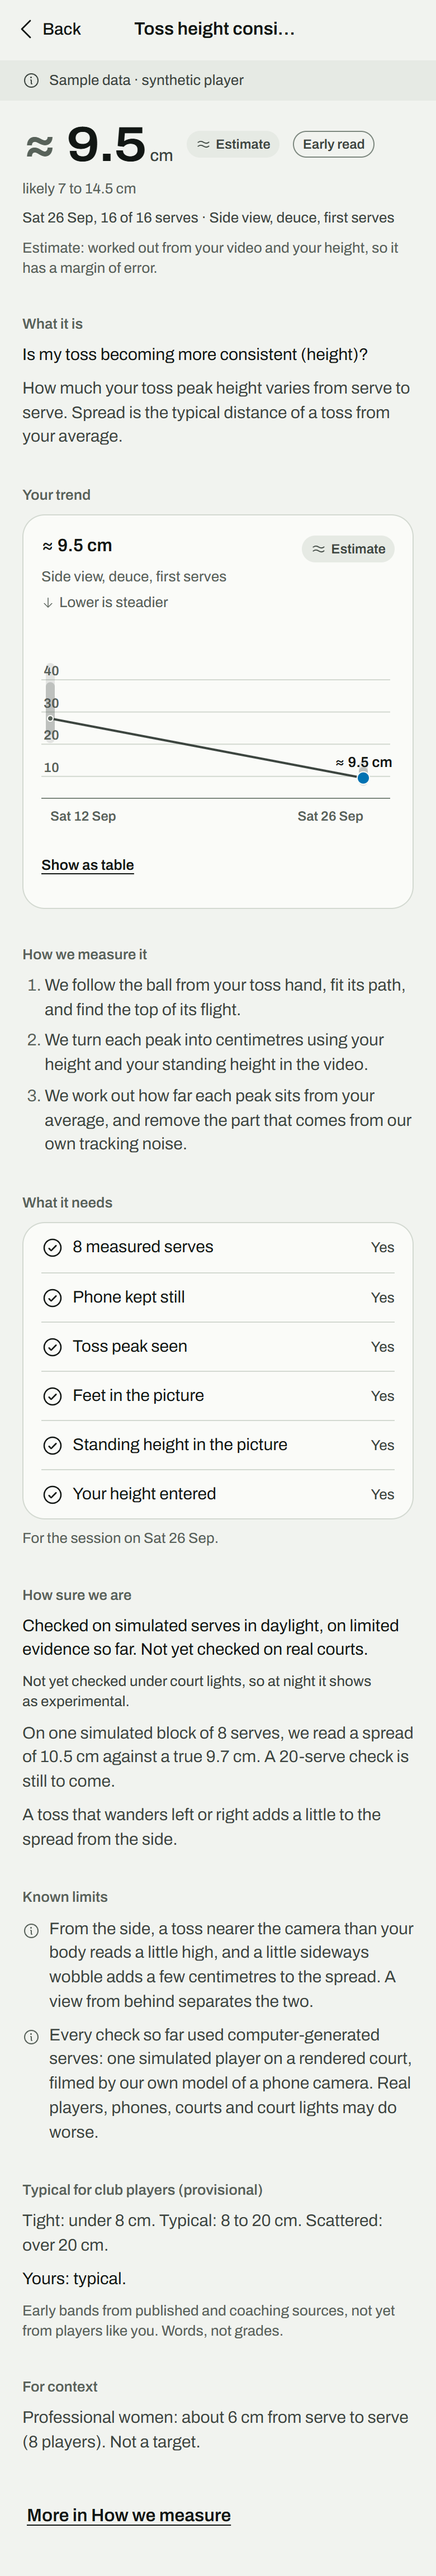 Back
Toss height consi...
Sample data · synthetic player
≈ 9.5 cm
≈ Estimate
Early read
likely 7 to 14.5 cm
Sat 26 Sep, 16 of 16 serves · Side view, deuce, first serves
Estimate: worked out from your video and your height, so it
has a margin of error.
What it is
Is my toss becoming more consistent (height)?
How much your toss peak height varies from serve to
serve. Spread is the typical distance of a toss from
your average.
Your trend
≈ 9.5 cm
≈ Estimate
Side view, deuce, first serves
↓ Lower is steadier
40
30
20
10
≈ 9.5 cm
Sat 12 Sep
Sat 26 Sep
Show as table
How we measure it
1. We follow the ball from your toss hand, fit its path,
and find the top of its flight.
2. We turn each peak into centimetres using your
height and your standing height in the video.
3. We work out how far each peak sits from your
average, and remove the part that comes from our
own tracking noise.
What it needs
8 measured serves Yes
Phone kept still Yes
Toss peak seen Yes
Feet in the picture Yes
Standing height in the picture Yes
Your height entered Yes
For the session on Sat 26 Sep.
How sure we are
Checked on simulated serves in daylight, on limited
evidence so far. Not yet checked on real courts.
Not yet checked under court lights, so at night it shows
as experimental.
On one simulated block of 8 serves, we read a spread
of 10.5 cm against a true 9.7 cm. A 20-serve check is
still to come.
A toss that wanders left or right adds a little to the
spread from the side.
Known limits
From the side, a toss nearer the camera than your
body reads a little high, and a little sideways
wobble adds a few centimetres to the spread. A
view from behind separates the two.
Every check so far used computer-generated
serves: one simulated player on a rendered court,
filmed by our own model of a phone camera. Real
players, phones, courts and court lights may do
worse.
Typical for club players (provisional)
Tight: under 8 cm. Typical: 8 to 20 cm. Scattered:
over 20 cm.
Yours: typical.
Early bands from published and coaching sources, not yet
from players like you. Words, not grades.
For context
Professional women: about 6 cm from serve to serve
(8 players). Not a target.
More in How we measure